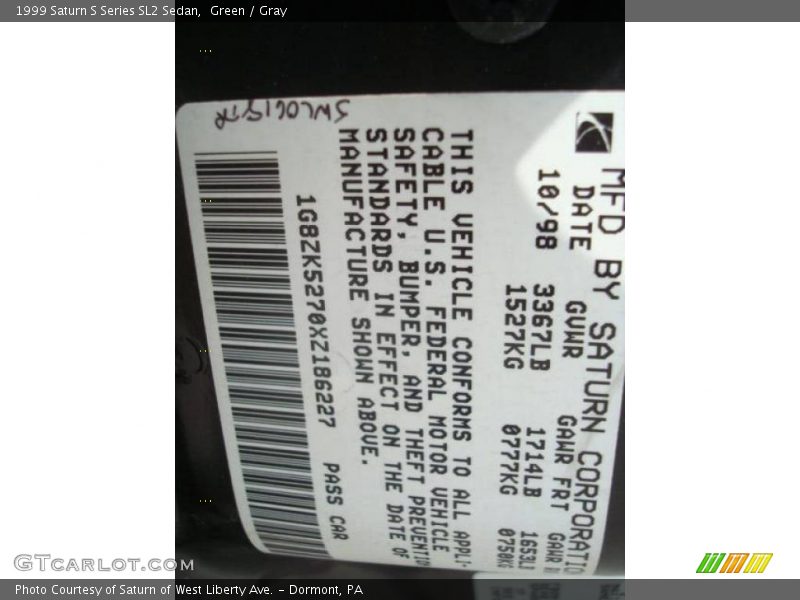 1999 Saturn S Series SL2 Sedan,  Green / Gray
MFD BY SATURN CORPORATIO
DATE GVWR GAWR FRT GAWR R
10/98 3367LB 1714LB 1653L
1527KG 0777KG 0750K
THIS VEHICLE CONFORMS TO ALL APPLI-
CABLE U.S. FEDERAL MOTOR VEHICLE
SAFETY, BUMPER, AND THEFT PREVENTIO
STANDARDS IN EFFECT ON THE DATE OF
MANUFACTURE SHOWN ABOVE.
1G8ZK5270XZ186227 PASS CAR
GTCarLot.com
Photo Courtesy of Saturn of West Liberty Ave. - Dormont, PA